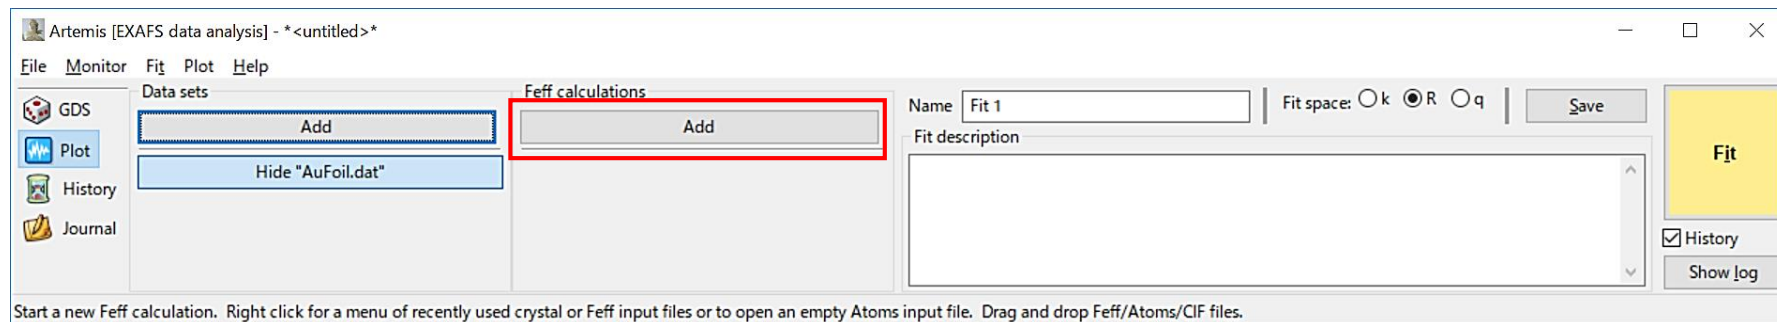 Artemis [EXAFS data analysis] - *<untitled>*
File Monitor Fit Plot Help
GDS
Plot
History
Journal
Data sets
Add
Hide "AuFoil.dat"
Feff calculations
Add
Name Fit 1
Fit space: k R q
Save
Fit description
Fit
History
Show log
Start a new Feff calculation. Right click for a menu of recently used crystal or Feff input files or to open an empty Atoms input file. Drag and drop Feff/Atoms/CIF files.